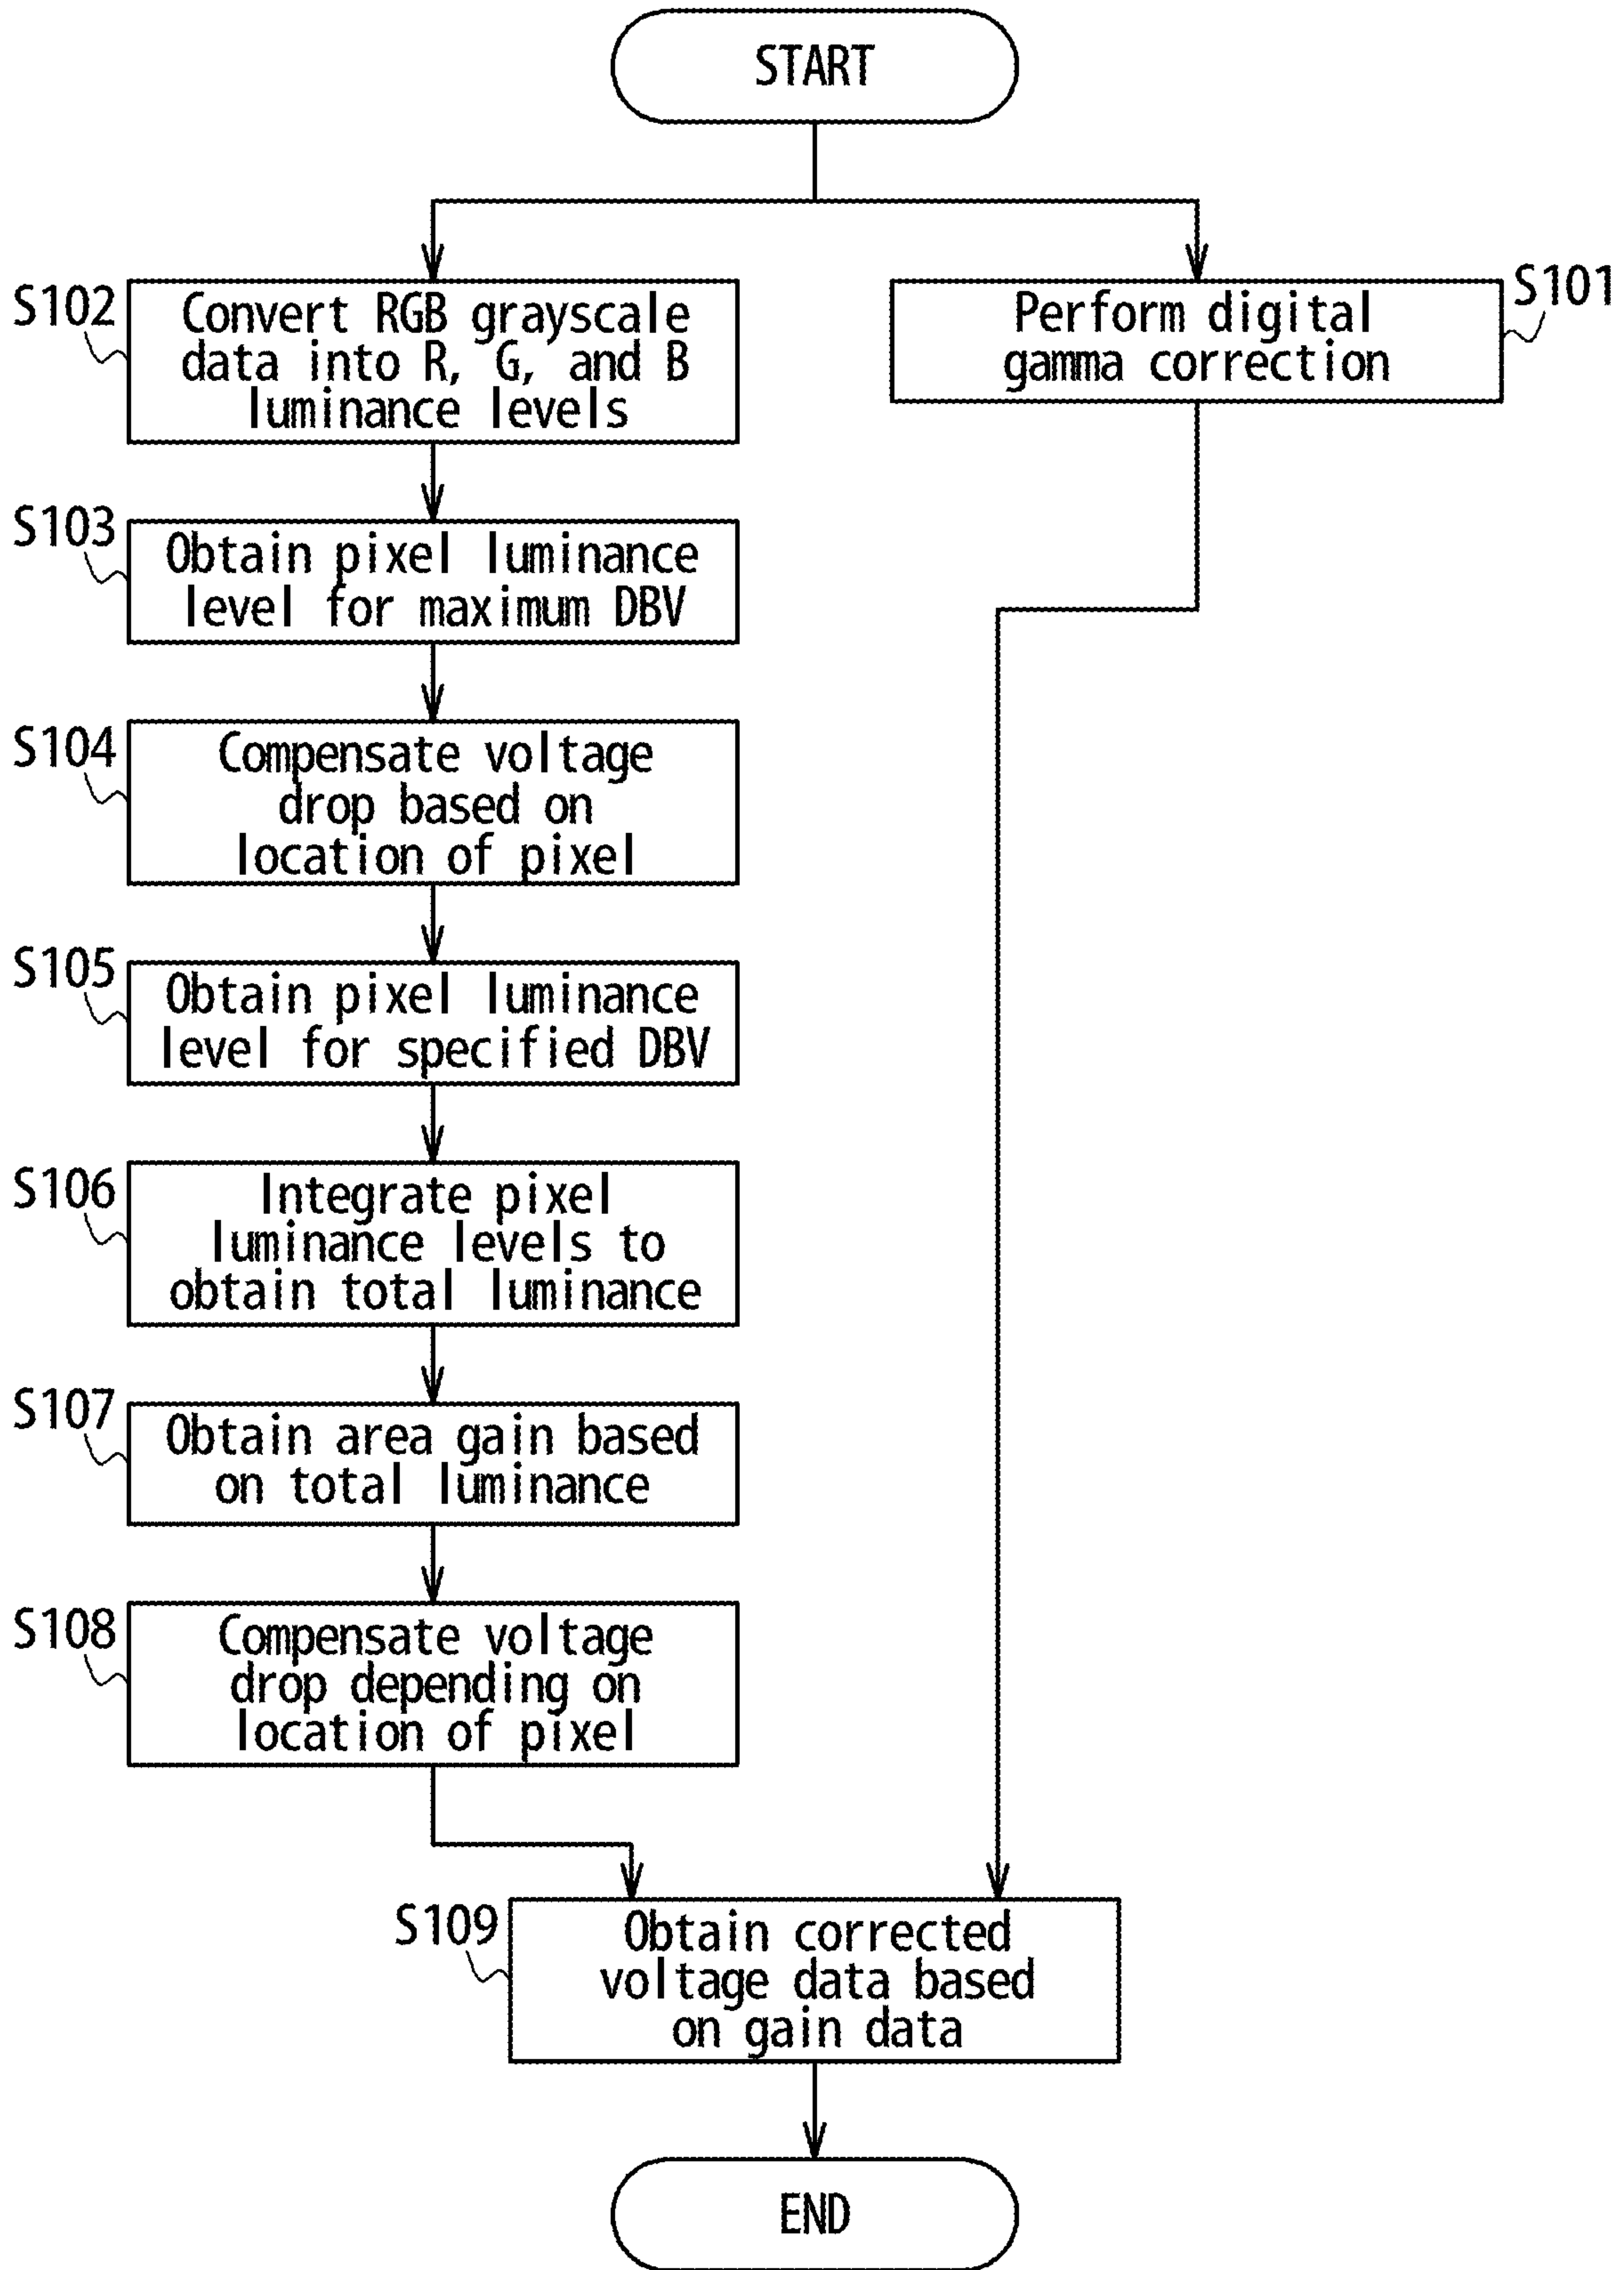 START
S102
Convert RGB grayscale
data into R, G, and B
luminance levels
S101
Perform digital
gamma correction
S103
Obtain pixel luminance
level for maximum DBV
S104
Compensate voltage
drop based on
location of pixel
S105
Obtain pixel luminance
level for specified DBV
S106
Integrate pixel
luminance levels to
obtain total luminance
S107
Obtain area gain based
on total luminance
S108
Compensate voltage
drop depending on
location of pixel
S109
Obtain corrected
voltage data based
on gain data
END